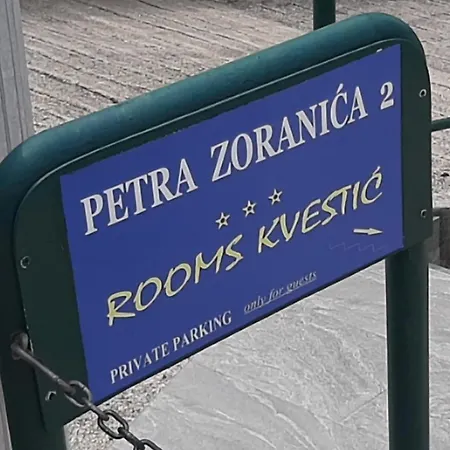 PETRA ZORANIĆA 2
ROOMS KVESTIĆ
PRIVATE PARKING only for guests